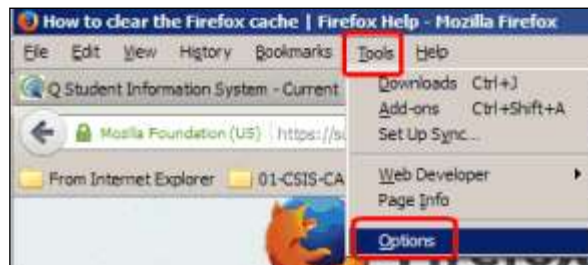 How to clear the Firefox cache | Firefox Help - Mozilla Firefox
File Edit View History Bookmarks Tools Help
Q Student Information System - Current
Downloads Ctrl+J
Add-ons Ctrl+Shift+A
Set Up Sync...
Mozilla Foundation (US) https://su
Web Developer
From Internet Explorer 01-CSIS-CA
Page Info
Options